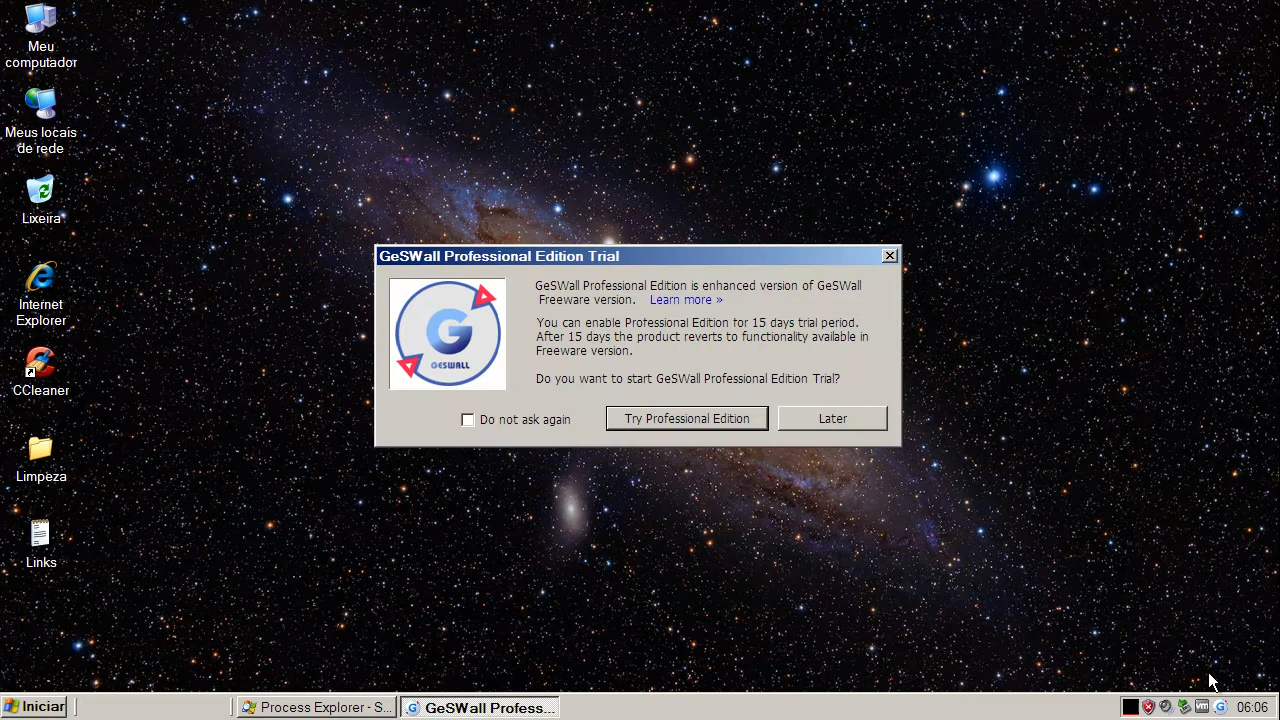 Meu
computador
Meus locais
de rede
Lixeira
Internet
Explorer
CCleaner
Limpeza
Links
GeSWall Professional Edition Trial
G
GESWALL
GeSWall Professional Edition is enhanced version of GeSWall
Freeware version. Learn more »
You can enable Professional Edition for 15 days trial period.
After 15 days the product reverts to functionality available in
Freeware version.
Do you want to start GeSWall Professional Edition Trial?
Do not ask again
Try Professional Edition
Later
Iniciar
Process Explorer - S...
GeSWall Profess...
vm
G
06:06